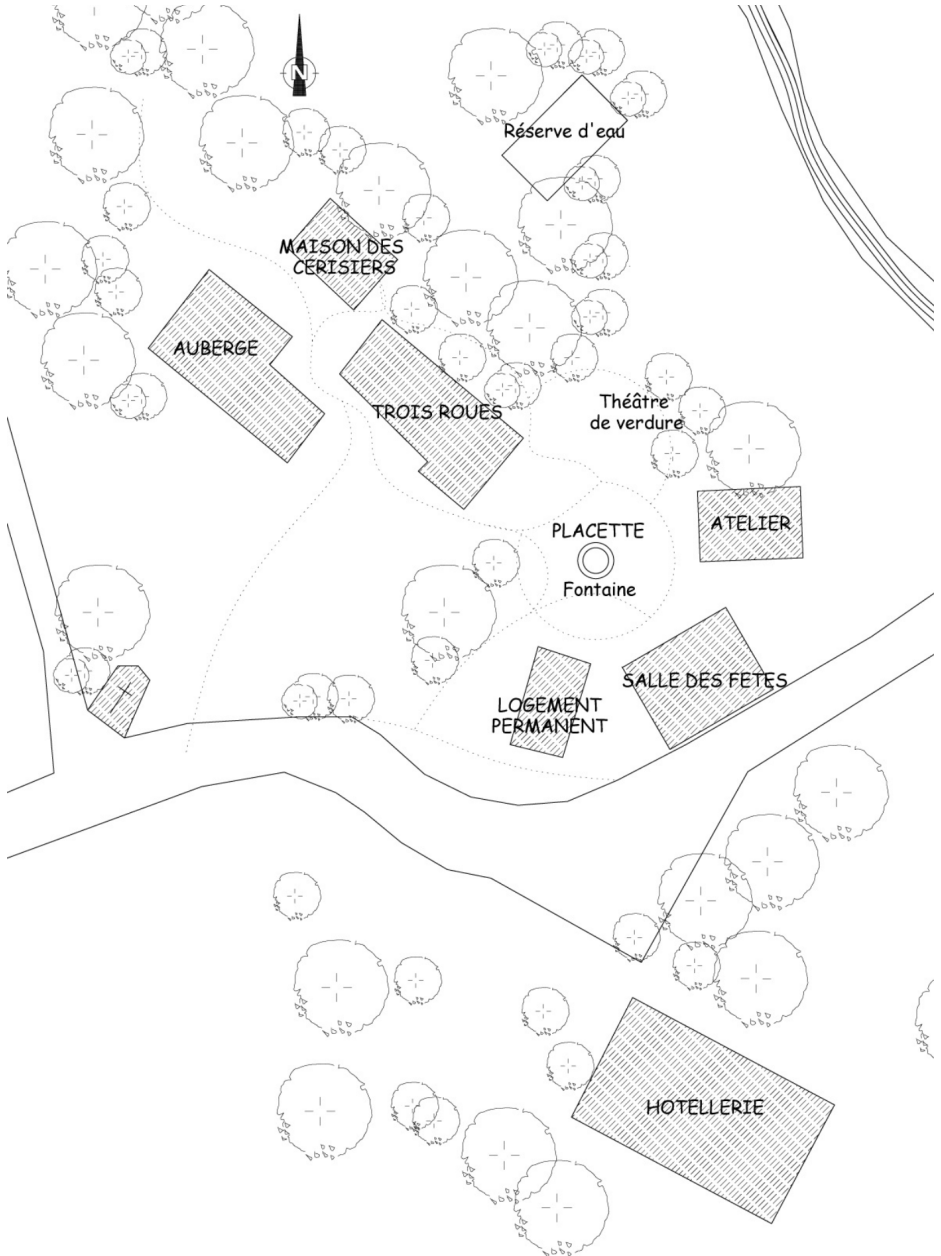 N
Réserve d'eau
MAISON DES
CERISIERS
AUBERGE
TROIS ROUES
Théâtre
de verdure
ATELIER
PLACETTE
Fontaine
SALLE DES FETES
LOGEMENT
PERMANENT
HOTELLERIE